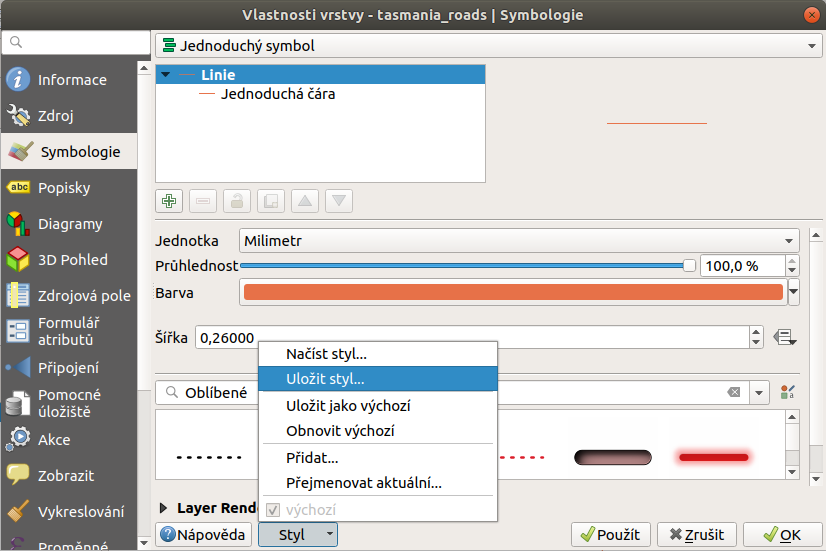 Vlastnosti vrstvy - tasmania_roads | Symbologie
Informace
Zdroj
Symbologie
abc Popisky
Diagramy
3D Pohled
Zdrojová pole
Formulář
atributů
Připojení
Pomocné
úložiště
Akce
Zobrazit
Vykreslování
Proměnné
Jednoduchý symbol
Linie
Jednoduchá čára
Jednotka Milimetr
Průhlednost 100,0 %
Barva
Šířka 0,26000
Oblíbené
Načíst styl...
Uložit styl...
Uložit jako výchozí
Obnovit výchozí
Přidat...
Přejmenovat aktuální...
výchozí
Layer Rend
Nápověda
Styl
Použít
Zrušit
OK